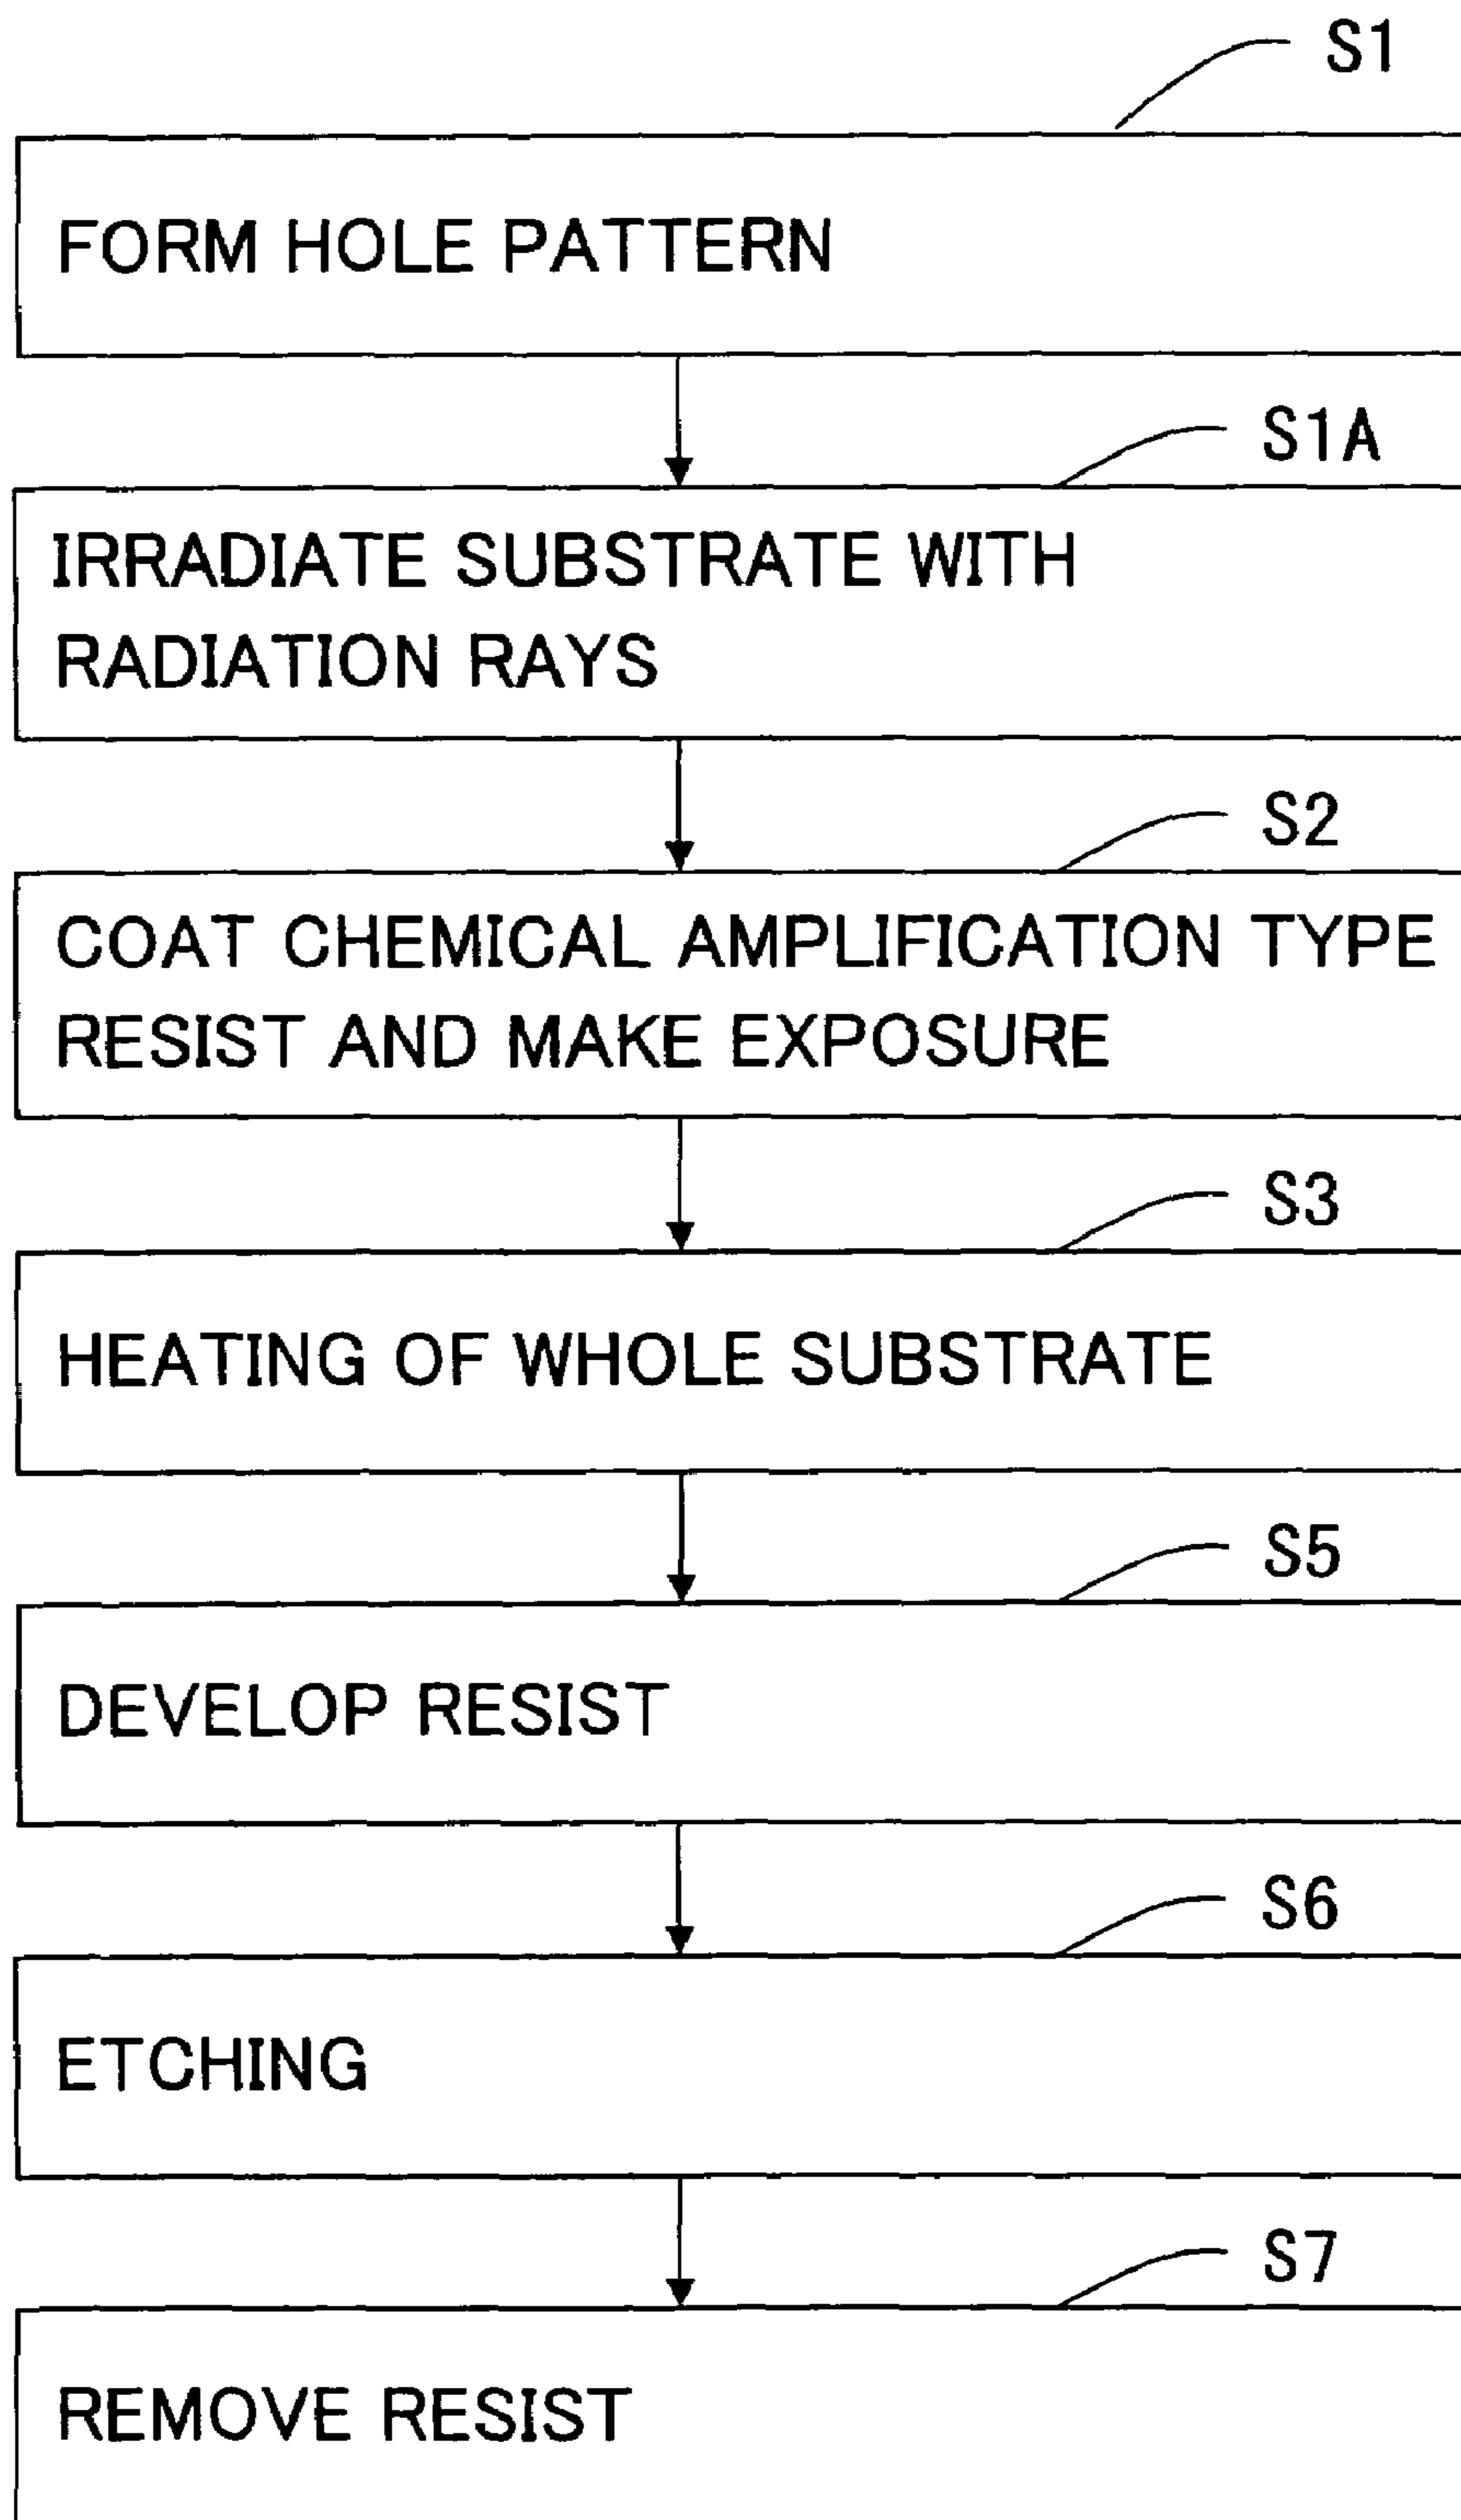 S1
FORM HOLE PATTERN
S1A
IRRADIATE SUBSTRATE WITH
RADIATION RAYS
S2
COAT CHEMICAL AMPLIFICATION TYPE
RESIST AND MAKE EXPOSURE
S3
HEATING OF WHOLE SUBSTRATE
S5
DEVELOP RESIST
S6
ETCHING
S7
REMOVE RESIST